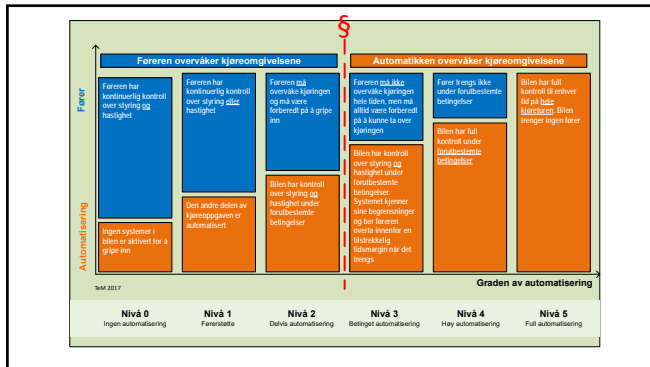 §
Føreren overvåker kjøreomgivelsene
Automatikken overvåker kjøreomgivelsene
Fører
Automatisering
Føreren har
kontinuerlig kontroll
over styring og
hastighet
Ingen systemer i
bilen er aktivert for å
gripe inn
Føreren har
kontinuerlig kontroll
over styring eller
hastighet
Den andre delen av
kjøreoppgaven er
automatisert
Føreren må
overvåke kjøringen
og må være
forberedt på å gripe
inn
Bilen har kontroll
over styring og
hastighet under
forutbestemte
betingelser
Føreren må ikke
overvåke kjøringen
hele tiden, men må
alltid være forberedt
på å kunne ta over
kjøringen
Bilen har kontroll
over styring og
hastighet under
forutbestemte
betingelser.
Systemel kjenner
sine begrensninger
og ber føreren
overta innenfor en
tilstrekkelig
tidsmargin når det
trengs
Fører trengs ikke
under forutbestemte
betingelser
Bilen har full
kontroll under
forutbestemte
betingelser
Bilen har full
kontroll til enhver
tid på hele
kjøreturen. Bilen
trenger ingen fører
TeM 2017
Graden av automatisering
Nivå 0
Ingen automatisering
Nivå 1
Førerstøtte
Nivå 2
Delvis automatisering
Nivå 3
Betinget automatisering
Nivå 4
Høy automatisering
Nivå 5
Full automatisering